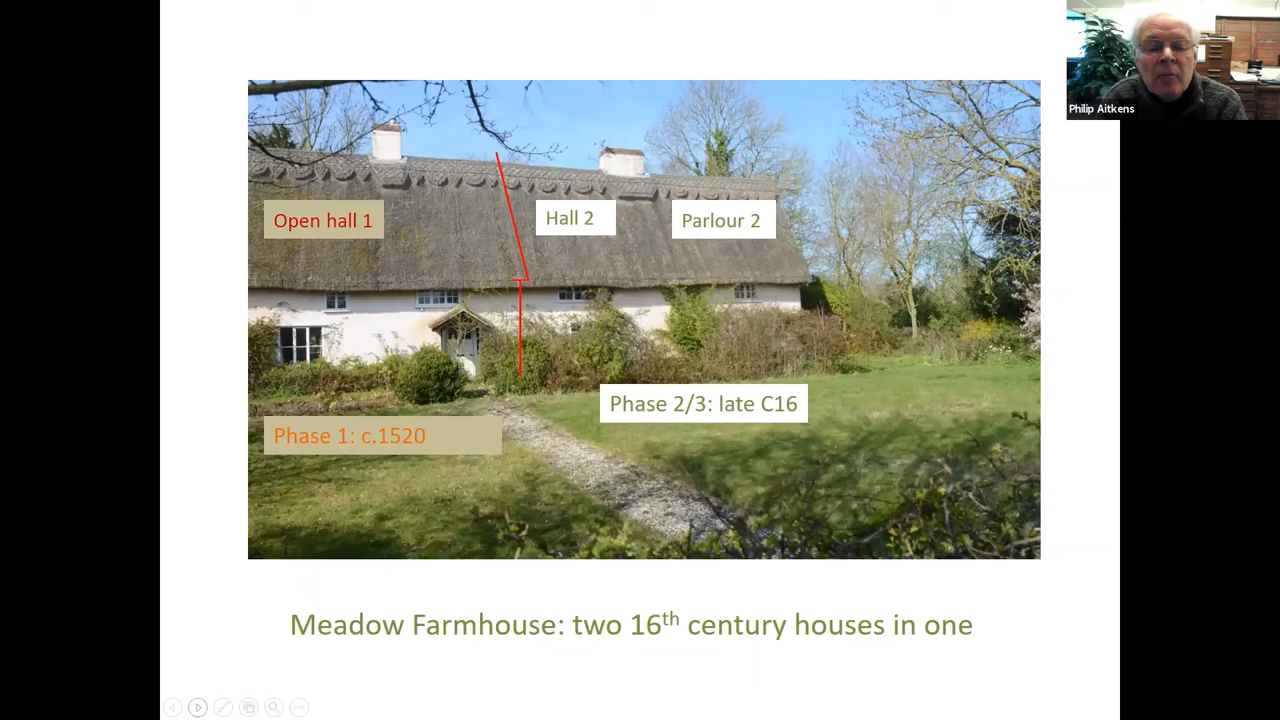 Philip Aitkens
Open hall 1
Hall 2
Parlour 2
Phase 2/3: late C16
Phase 1: c.1520
Meadow Farmhouse: two 16th century houses in one